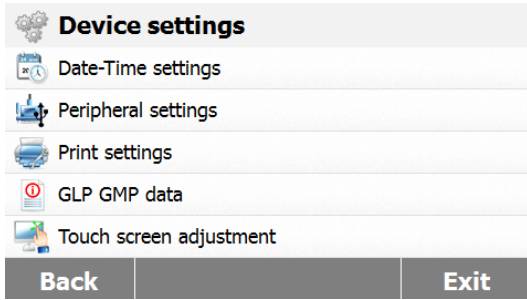 Device settings
Date-Time settings
Peripheral settings
Print settings
GLP GMP data
Touch screen adjustment
Back Exit